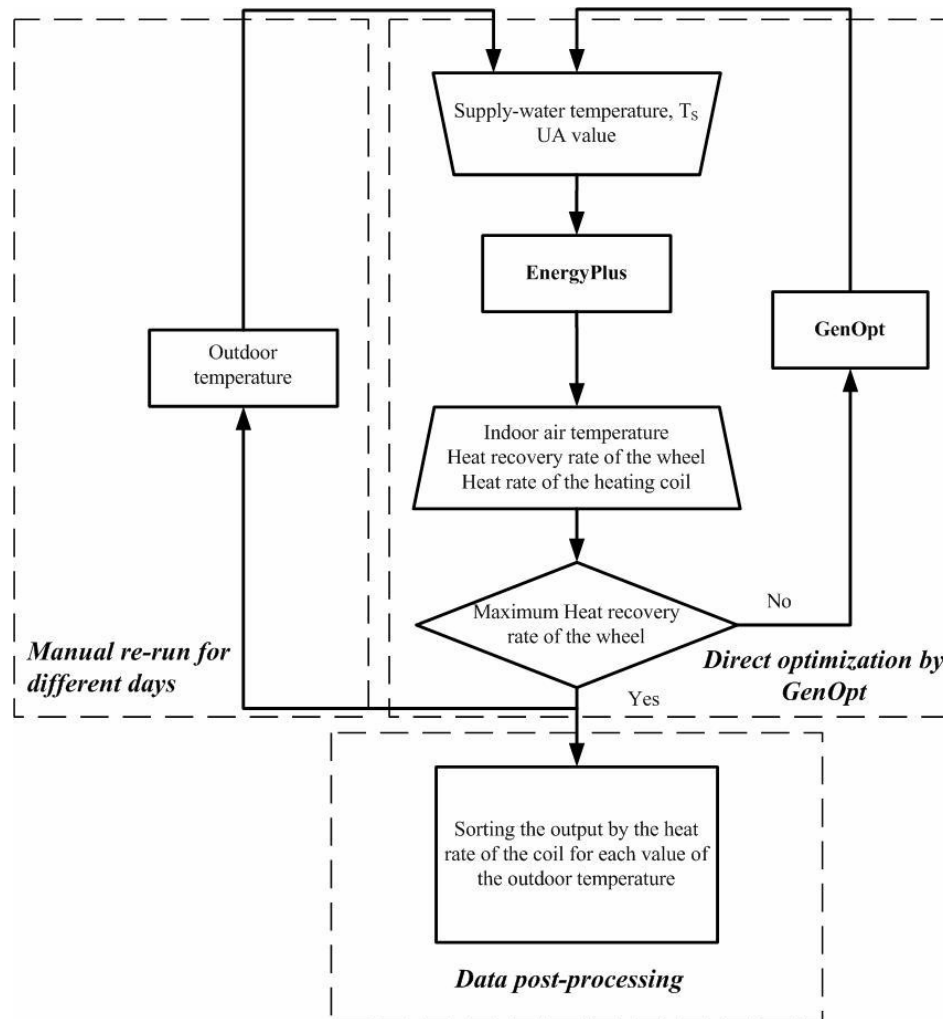 Supply-water temperature, TS
UA value
EnergyPlus
GenOpt
Outdoor
temperature
Indoor air temperature
Heat recovery rate of the wheel
Heat rate of the heating coil
Maximum Heat recovery
rate of the wheel
No
Yes
Manual re-run for
different days
Direct optimization by
GenOpt
Sorting the output by the heat
rate of the coil for each value of
the outdoor temperature
Data post-processing